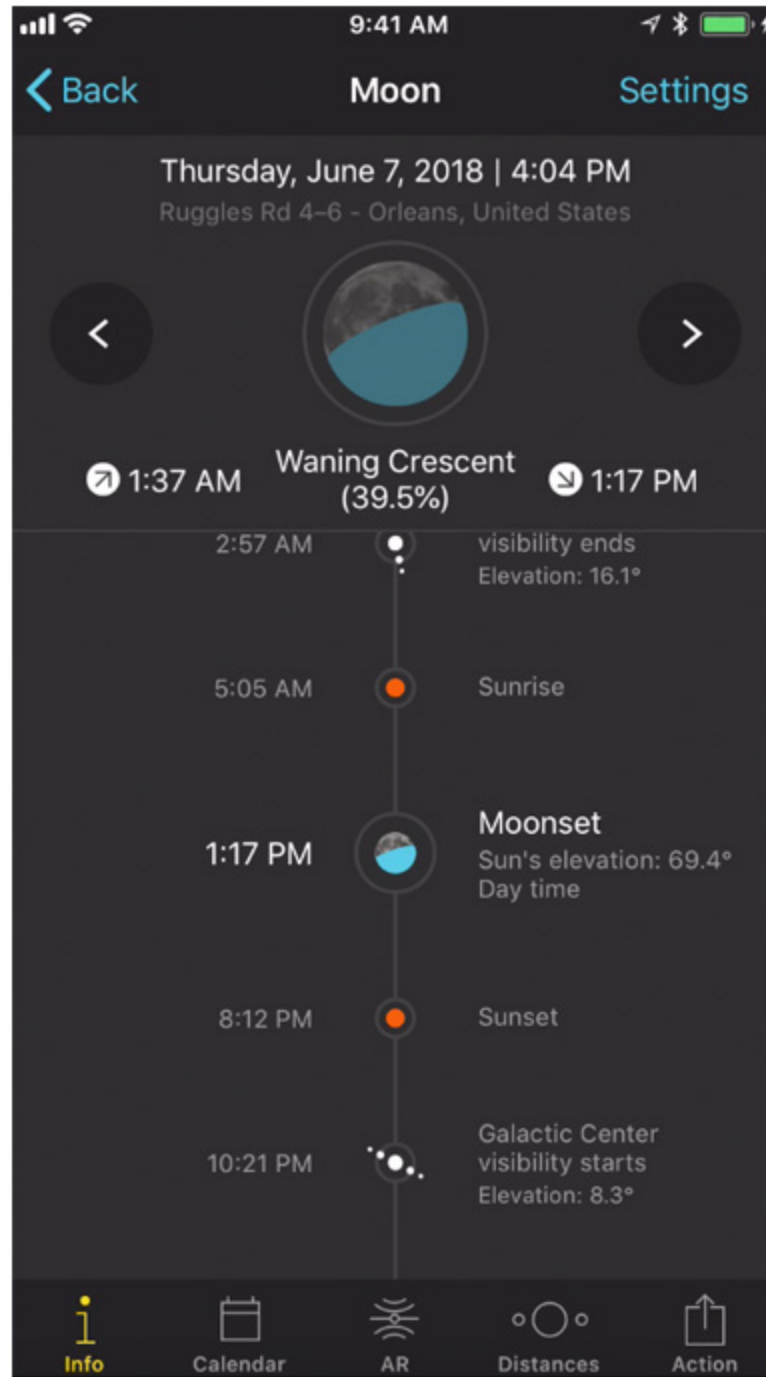 9:41 AM
Back Moon Settings
Thursday, June 7, 2018 | 4:04 PM
Ruggles Rd 4–6 - Orleans, United States
1:37 AM
Waning Crescent
(39.5%)
1:17 PM
2:57 AM
visibility ends
Elevation: 16.1°
5:05 AM
Sunrise
1:17 PM
Moonset
Sun's elevation: 69.4°
Day time
8:12 PM
Sunset
10:21 PM
Galactic Center
visibility starts
Elevation: 8.3°
Info Calendar AR Distances Action